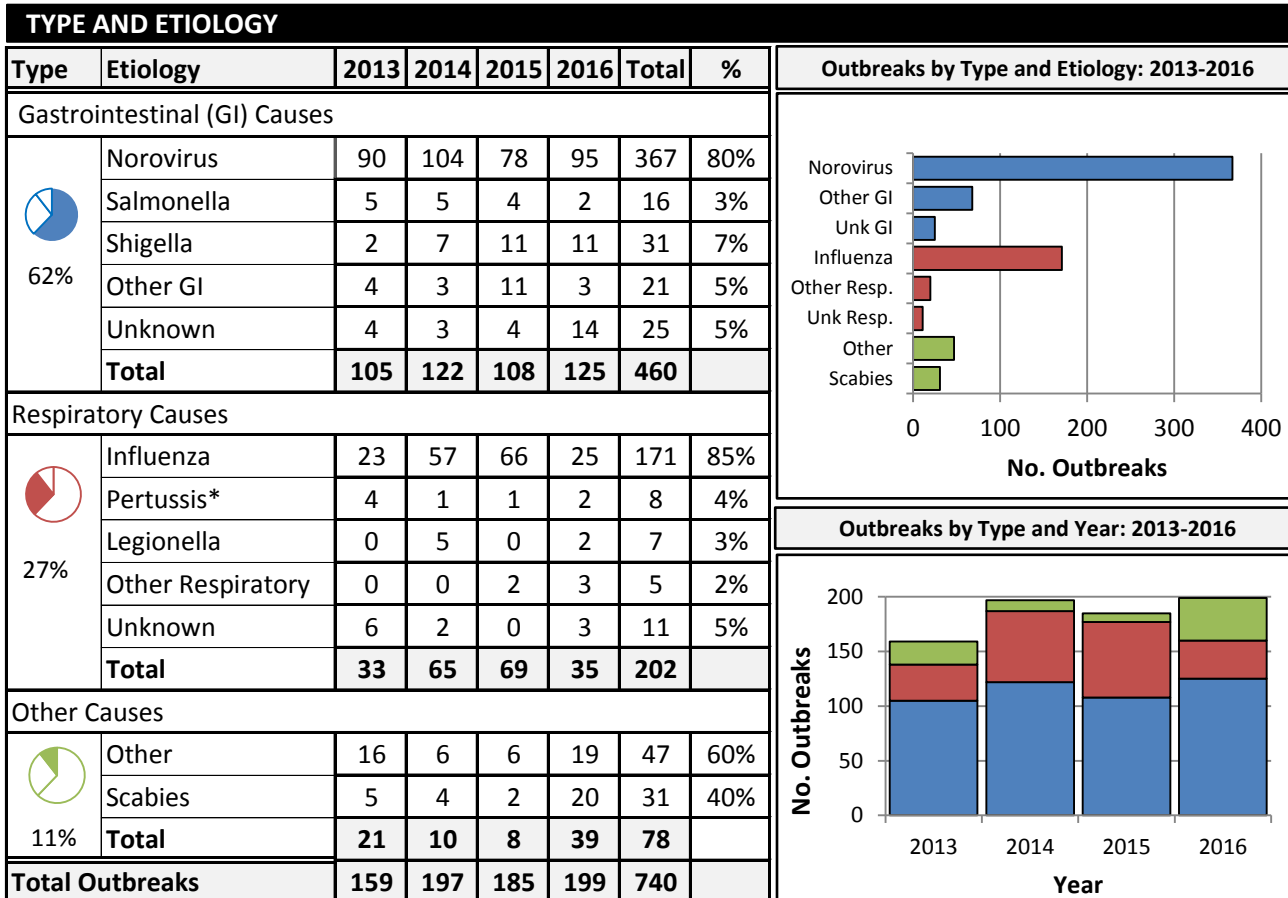 TYPE AND ETIOLOGY
Type Etiology 2013 2014 2015 2016 Total %
Gastrointestinal (GI) Causes
Norovirus 90 104 78 95 367 80%
Salmonella 5 5 4 2 16 3%
Shigella 2 7 11 11 31 7%
62%
Other GI 4 3 11 3 21 5%
Unknown 4 3 4 14 25 5%
Total 105 122 108 125 460
Respiratory Causes
Influenza 23 57 66 25 171 85%
Pertussis* 4 1 1 2 8 4%
Legionella 0 5 0 2 7 3%
27%
Other Respiratory 0 0 2 3 5 2%
Unknown 6 2 0 3 11 5%
Total 33 65 69 35 202
Other Causes
Other 16 6 6 19 47 60%
Scabies 5 4 2 20 31 40%
11% Total 21 10 8 39 78
Total Outbreaks 159 197 185 199 740
Outbreaks by Type and Etiology: 2013-2016
Norovirus
Other GI
Unk GI
Influenza
Other Resp.
Unk Resp.
Other
Scabies
0 100 200 300 400
No. Outbreaks
Outbreaks by Type and Year: 2013-2016
No. Outbreaks
200
150
100
50
0
2013 2014 2015 2016
Year